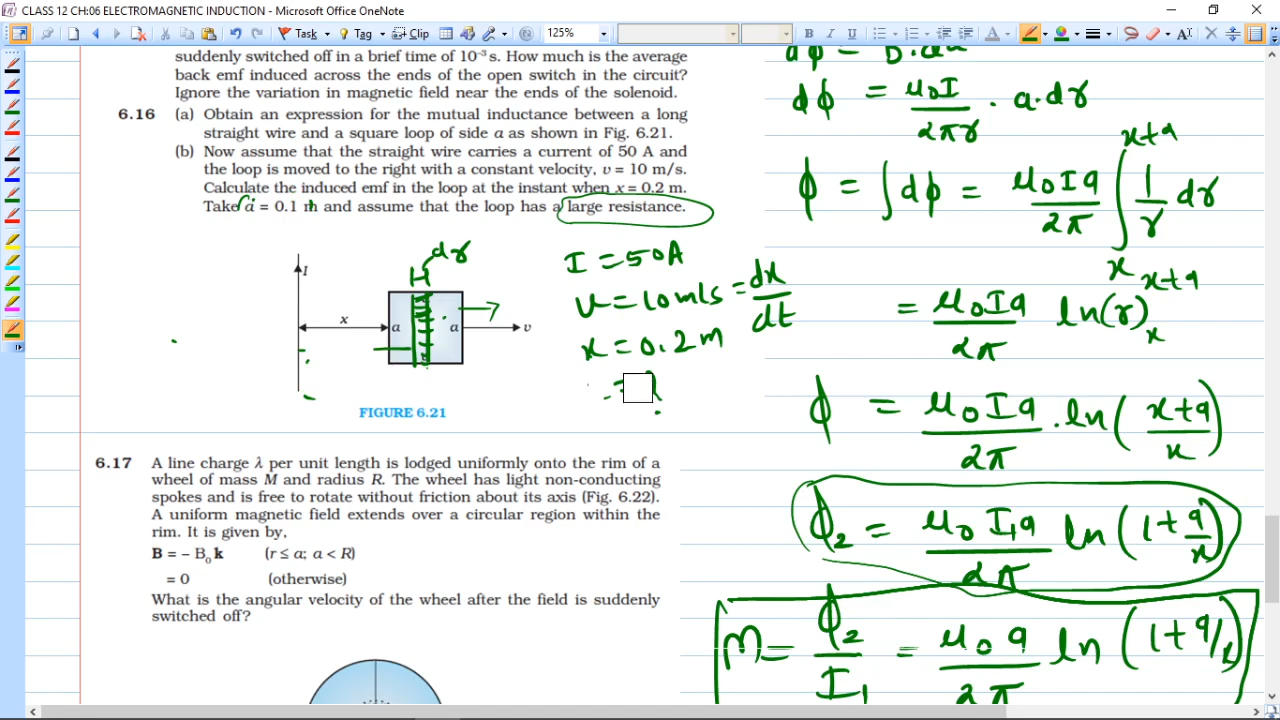 CLASS 12 CH:06 ELECTROMAGNETIC INDUCTION - Microsoft Office OneNote
Task
Tag
Clip
125%
B I U
suddenly switched off in a brief time of 10⁻³ s. How much is the average
back emf induced across the ends of the open switch in the circuit?
Ignore the variation in magnetic field near the ends of the solenoid.
6.16 (a) Obtain an expression for the mutual inductance between a long
straight wire and a square loop of side a as shown in Fig. 6.21.
(b) Now assume that the straight wire carries a current of 50 A and
the loop is moved to the right with a constant velocity, v = 10 m/s.
Calculate the induced emf in the loop at the instant when x = 0.2 m.
Take a = 0.1 m and assume that the loop has a large resistance.
dr
I
x
a
a
v
FIGURE 6.21
I = 50A
v = 10 m/s = dx/dt
x = 0.2 m
= ?
6.17 A line charge λ per unit length is lodged uniformly onto the rim of a
wheel of mass M and radius R. The wheel has light non-conducting
spokes and is free to rotate without friction about its axis (Fig. 6.22).
A uniform magnetic field extends over a circular region within the
rim. It is given by,
B = − B₀ k (r ≤ a; a < R)
= 0 (otherwise)
What is the angular velocity of the wheel after the field is suddenly
switched off?
dϕ = μ₀I/2πr · a·dr
ϕ = ∫dϕ = μ₀Ia/2π ∫ₓˣ⁺ᵃ 1/r dr
= μ₀Ia/2π ln(r)ₓˣ⁺ᵃ
ϕ = μ₀Ia/2π · ln(x+a/x)
ϕ₂ = μ₀I₁a/2π ln(1+a/x)
M = ϕ₂/I₁ = μ₀a/2π ln(1+a/x)